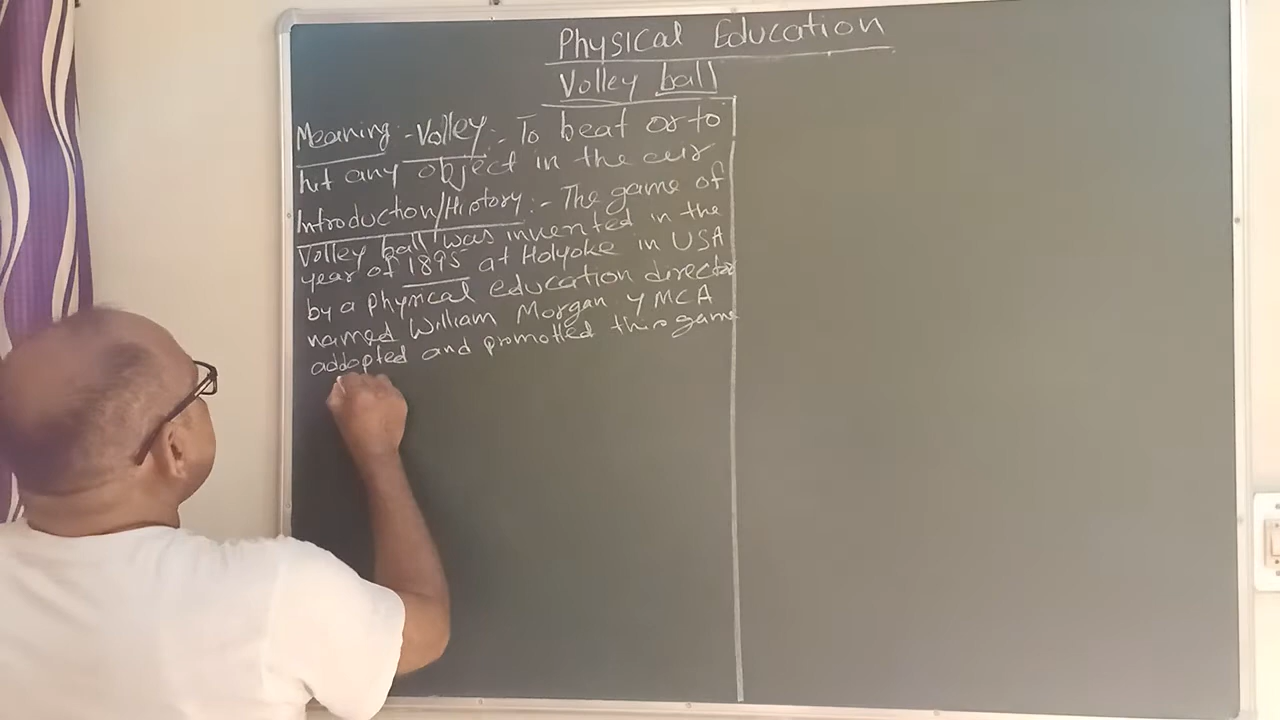 Physical Education
Volley ball
Meaning :- Volley :- To beat or to
hit any object in the air
Introduction/History :- The game of
Volley ball was invented in the
year of 1895 at Holyoke in USA
by a physical education director
named William Morgan YMCA
addopted and promotted this game